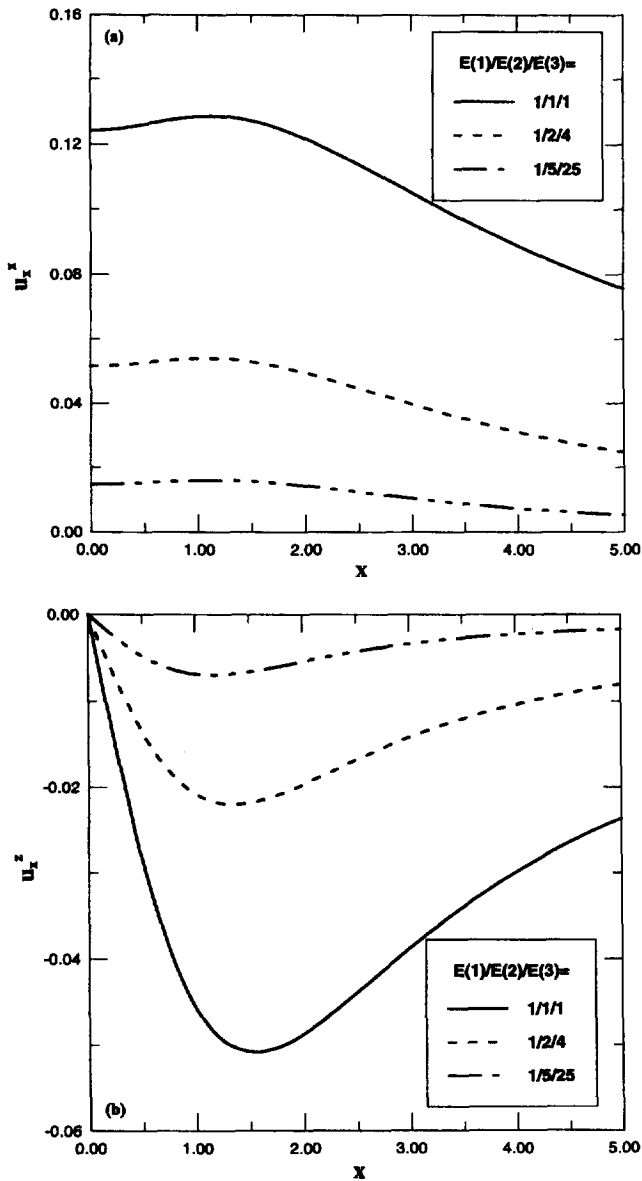 (a)
E(1)/E(2)/E(3)=
1/1/1
1/2/4
1/5/25
0.16
0.12
0.08
0.04
0.00
u_x^x
0.00 1.00 2.00 3.00 4.00 5.00
X
(b)
E(1)/E(2)/E(3)=
1/1/1
1/2/4
1/5/25
0.00
-0.02
-0.04
-0.06
u_x^z
0.00 1.00 2.00 3.00 4.00 5.00
X